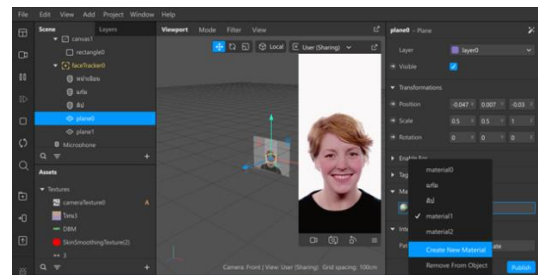 File Edit View Add Project Window Help
Scene Layers
canvas1
rectangle0
faceTracker0
plane0
plane1
Microphone
Assets
Textures
cameraTexture0 A
DBM
SkinSmoothingTexture(2)
Viewport Mode Filter View
Local User (Sharing)
Camera: Front | View: User (Sharing) Grid spacing: 100cm
plane0 – Plane
Layer layer0
Visible
Transformations
Position -0.047 0.007 -0.03
Scale 0.5 0.5 1
Rotation 0 0 0
material0
แก้ม
material1
material2
Create New Material
Remove From Object
Publish